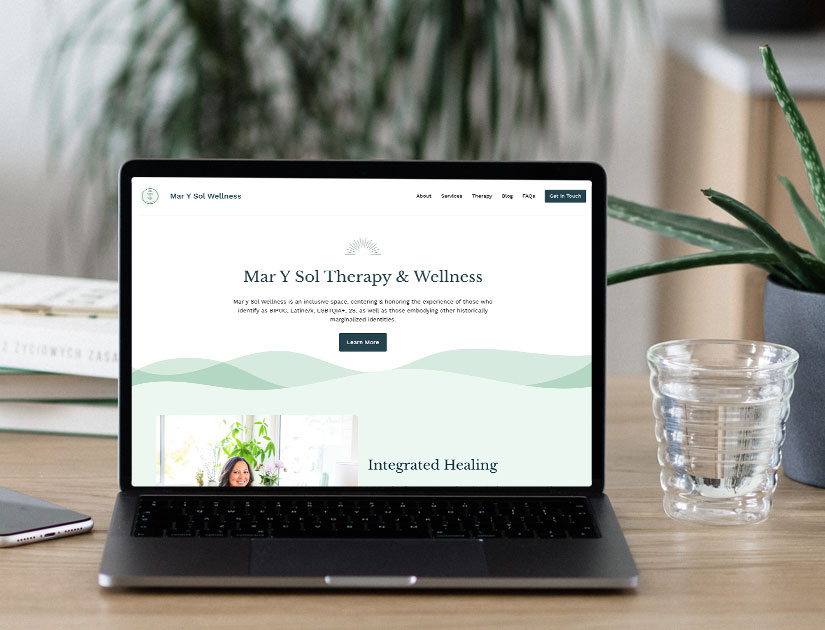 Mar Y Sol Wellness
About Services Therapy Blog FAQs Get In Touch
Mar Y Sol Therapy & Wellness
Mar y Sol Wellness is an inclusive space, centering & honoring the experience of those who
identify as BIPOC, Latine/x, LGBTQIA+, 2S, as well as those embodying other historically
marginalized identities.
Learn More
Integrated Healing
ŻYCIOWYCH ZASA